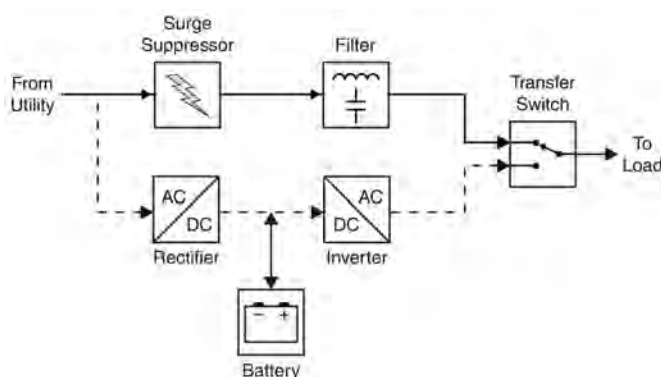 Surge
Suppressor
Filter
From
Utility
Transfer
Switch
To
Load
AC
DC
Rectifier
AC
DC
Inverter
- +
Battery